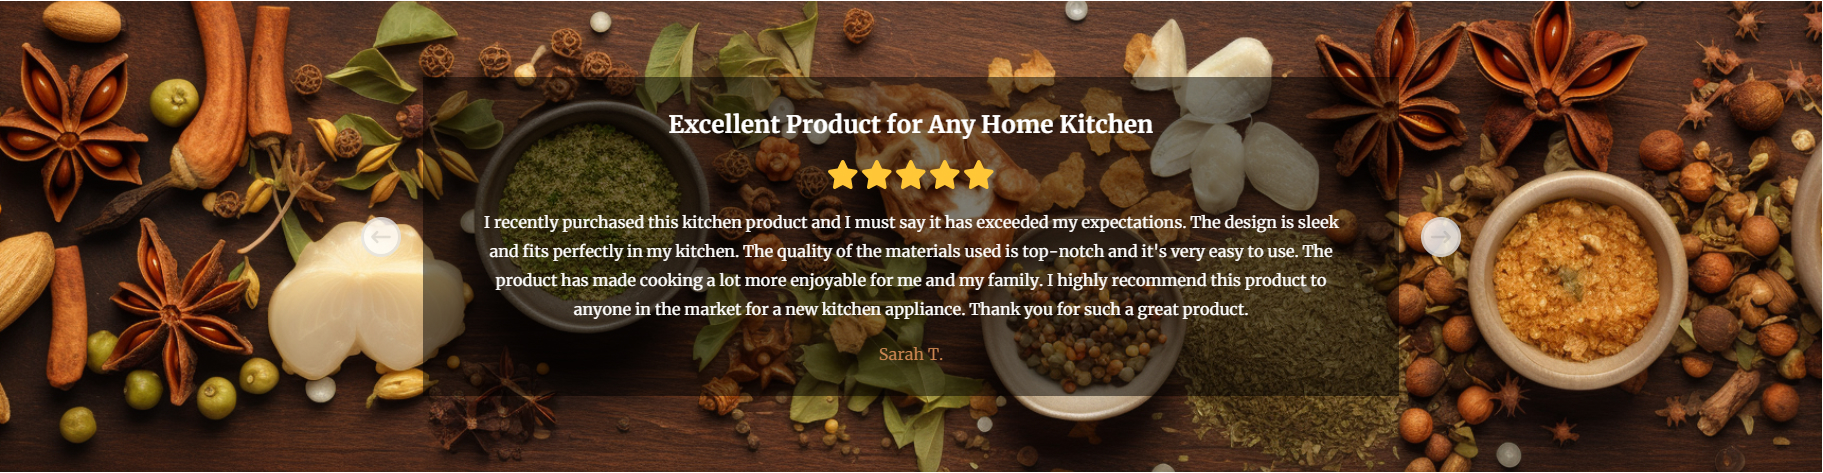 Excellent Product for Any Home Kitchen
I recently purchased this kitchen product and I must say it has exceeded my expectations. The design is sleek
and fits perfectly in my kitchen. The quality of the materials used is top-notch and it's very easy to use. The
product has made cooking a lot more enjoyable for me and my family. I highly recommend this product to
anyone in the market for a new kitchen appliance. Thank you for such a great product.
Sarah T.